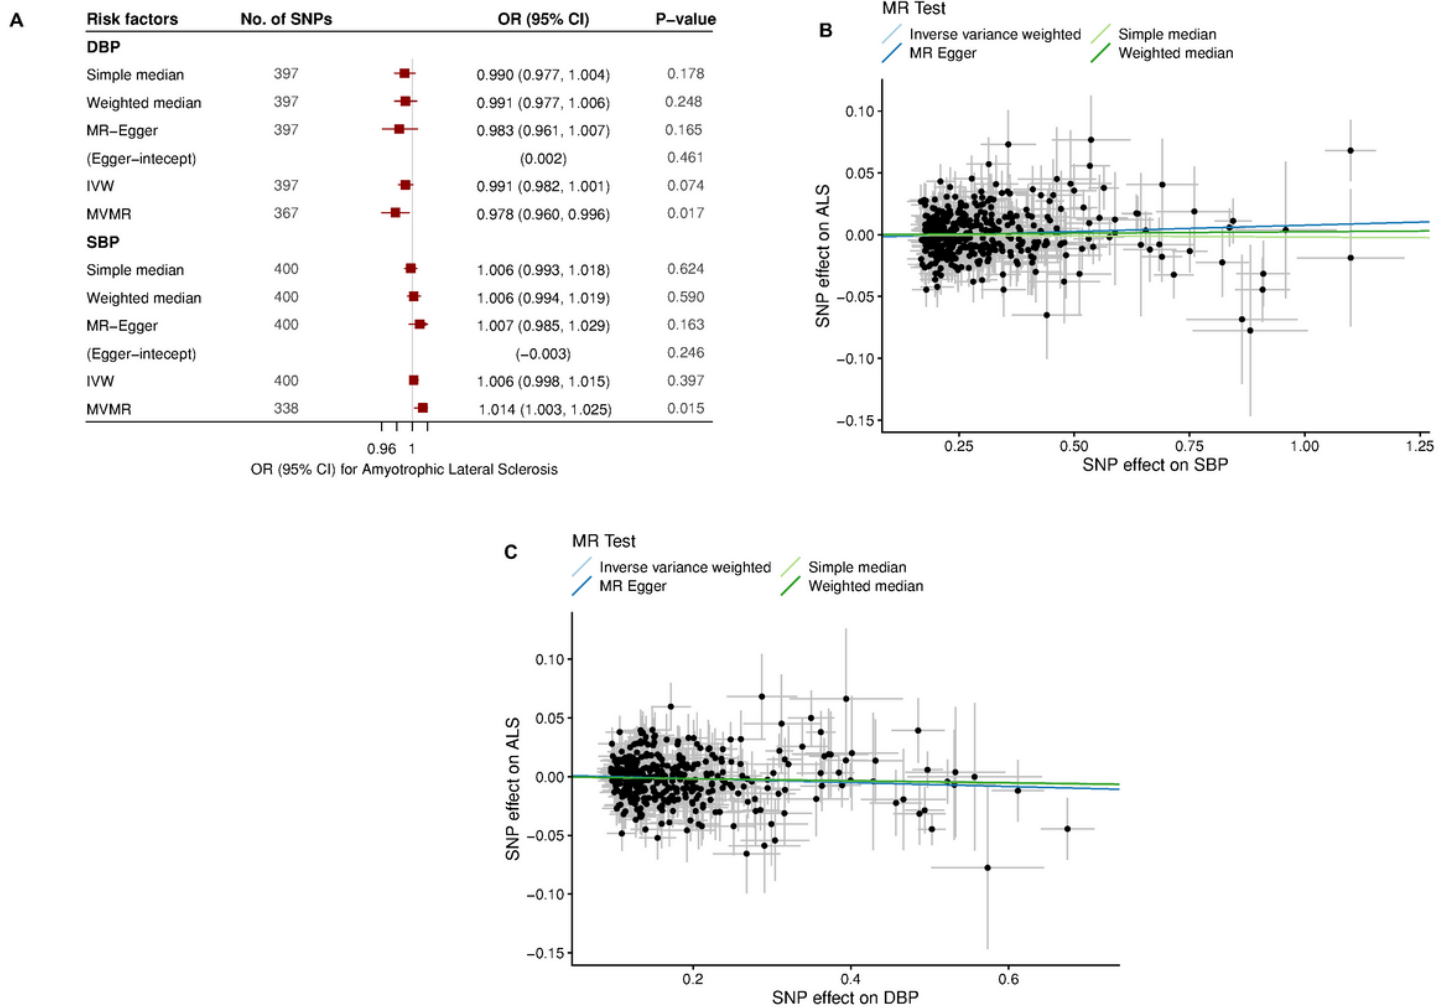 A
Risk factors No. of SNPs OR (95% CI) P−value
DBP
Simple median 397 0.990 (0.977, 1.004) 0.178
Weighted median 397 0.991 (0.977, 1.006) 0.248
MR−Egger 397 0.983 (0.961, 1.007) 0.165
(Egger−intecept) (0.002) 0.461
IVW 397 0.991 (0.982, 1.001) 0.074
MVMR 367 0.978 (0.960, 0.996) 0.017
SBP
Simple median 400 1.006 (0.993, 1.018) 0.624
Weighted median 400 1.006 (0.994, 1.019) 0.590
MR−Egger 400 1.007 (0.985, 1.029) 0.163
(Egger−intecept) (−0.003) 0.246
IVW 400 1.006 (0.998, 1.015) 0.397
MVMR 338 1.014 (1.003, 1.025) 0.015
0.96 1
OR (95% CI) for Amyotrophic Lateral Sclerosis
B
MR Test
Inverse variance weighted Simple median
MR Egger Weighted median
SNP effect on ALS
0.10
0.05
0.00
−0.05
−0.10
−0.15
0.25 0.50 0.75 1.00 1.25
SNP effect on SBP
C
MR Test
Inverse variance weighted Simple median
MR Egger Weighted median
SNP effect on ALS
0.10
0.05
0.00
−0.05
−0.10
−0.15
0.2 0.4 0.6
SNP effect on DBP